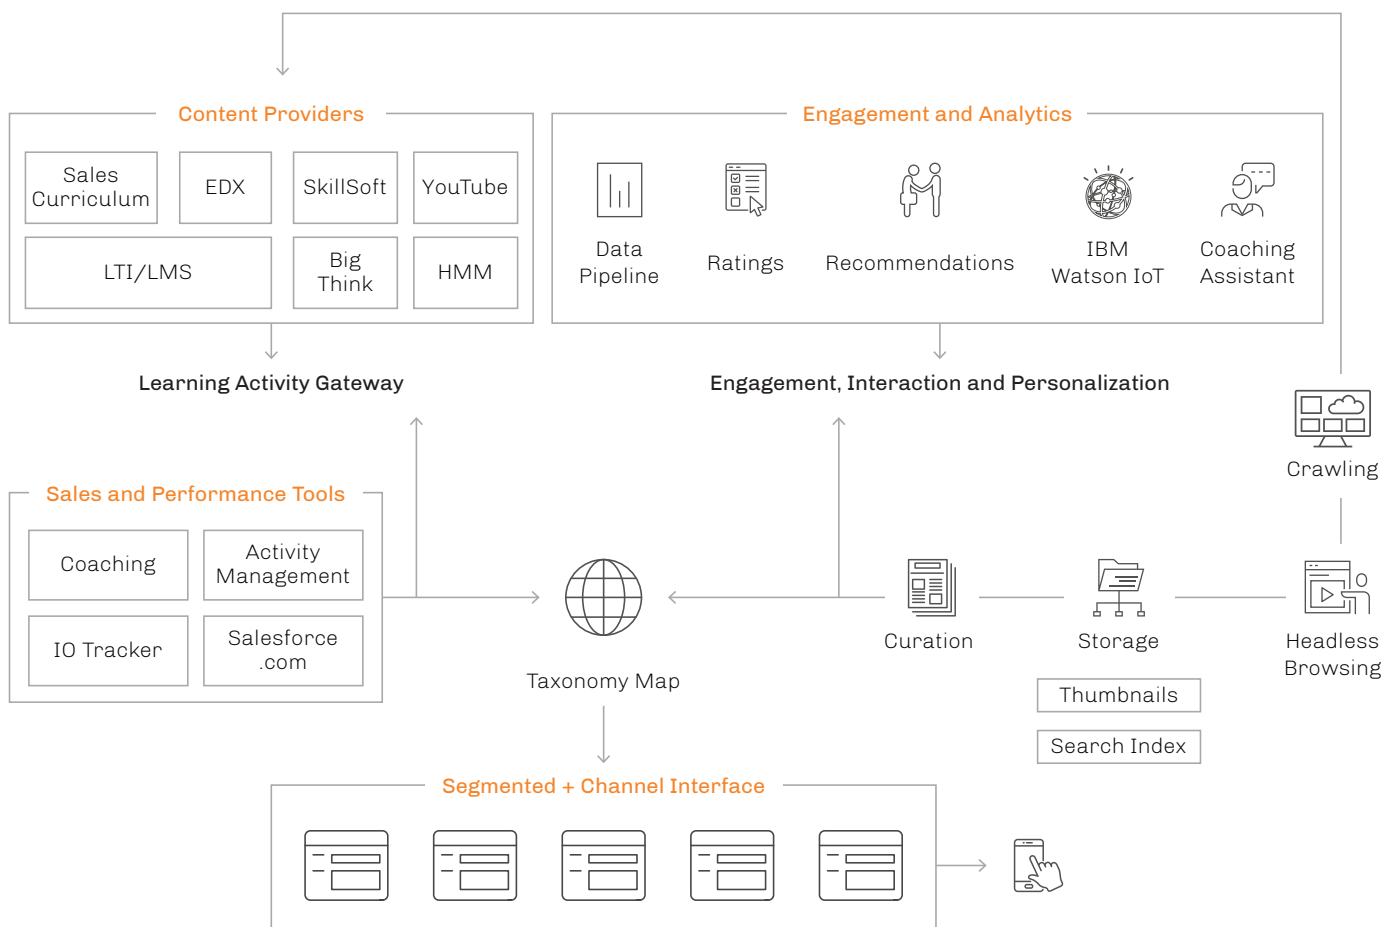 Content Providers
Sales
Curriculum
EDX
SkillSoft
YouTube
LTI/LMS
Big
Think
HMM
Engagement and Analytics
Data
Pipeline
Ratings
Recommendations
IBM
Watson IoT
Coaching
Assistant
Learning Activity Gateway
Engagement, Interaction and Personalization
Crawling
Sales and Performance Tools
Coaching
Activity
Management
IO Tracker
Salesforce
.com
Taxonomy Map
Curation
Storage
Headless
Browsing
Thumbnails
Search Index
Segmented + Channel Interface